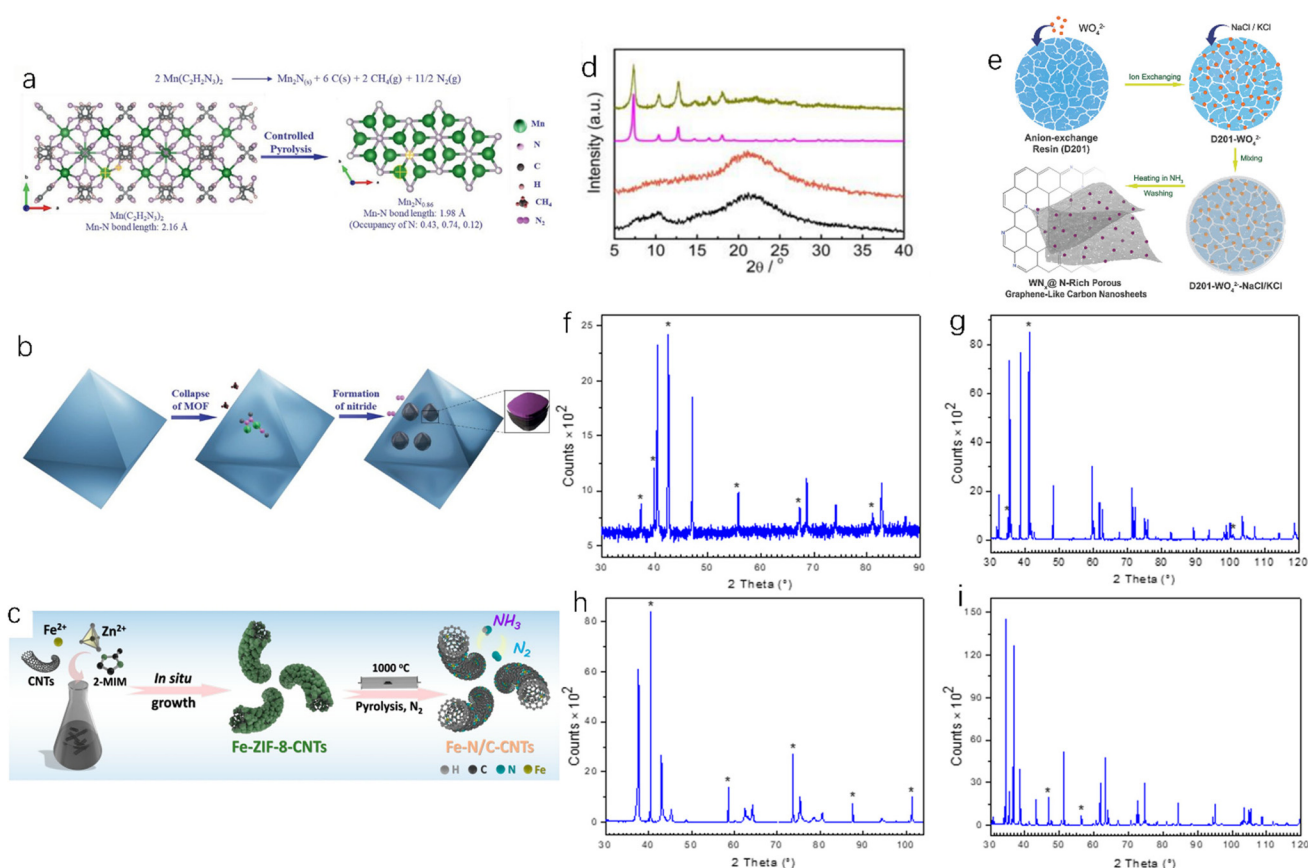 a
2 Mn(C₂H₂N₃)₂ ⟶ Mn₂N(s) + 6 C(s) + 2 CH₄(g) + 11/2 N₂(g)
Controlled
Pyrolysis
b
a
b
a
Mn
N
C
H
CH₄
N₂
Mn(C₂H₂N₃)₂
Mn-N bond length: 2.16 Å
Mn₂N₀.₈₆
Mn-N bond length: 1.98 Å
(Occupancy of N: 0.43, 0.74, 0.12)
b
Collapse
of MOF
Formation
of nitride
c
Fe²⁺
Zn²⁺
CNTs
2-MIM
In situ
growth
Fe-ZIF-8-CNTs
1000 °C
Pyrolysis, N₂
NH₃
N₂
Fe-N/C-CNTs
H C N Fe
d
Intensity (a.u.)
5 10 15 20 25 30 35 40
2θ / °
e
WO₄²⁻
Anion-exchange
Resin (D201)
Ion Exchanging
NaCl / KCl
D201-WO₄²⁻
Mixing
Heating in NH₃
Washing
WNₓ@ N-Rich Porous
Graphene-Like Carbon Nanosheets
D201-WO₄²⁻-NaCl/KCl
f
Counts × 10²
25
20
15
10
5
* * * * * *
30 40 50 60 70 80 90
2 Theta (°)
g
Counts × 10²
80
60
40
20
0
* * *
30 40 50 60 70 80 90 100 110 120
2 Theta (°)
h
Counts × 10²
80
60
40
20
0
* * * * *
30 40 50 60 70 80 90 100
2 Theta (°)
i
Counts × 10²
150
120
90
60
30
0
* *
30 40 50 60 70 80 90 100 110 120
2 Theta (°)